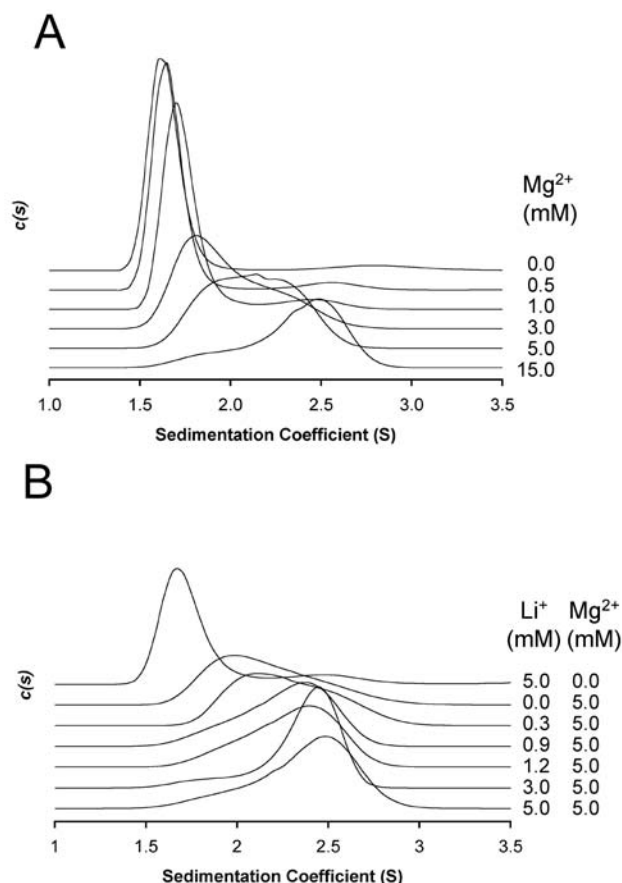 A
c(s)
Mg²⁺
(mM)
0.0
0.5
1.0
3.0
5.0
15.0
1.0 1.5 2.0 2.5 3.0 3.5
Sedimentation Coefficient (S)
B
c(s)
Li⁺ Mg²⁺
(mM) (mM)
5.0 0.0
0.0 5.0
0.3 5.0
0.9 5.0
1.2 5.0
3.0 5.0
5.0 5.0
1 1.5 2 2.5 3 3.5
Sedimentation Coefficient (S)